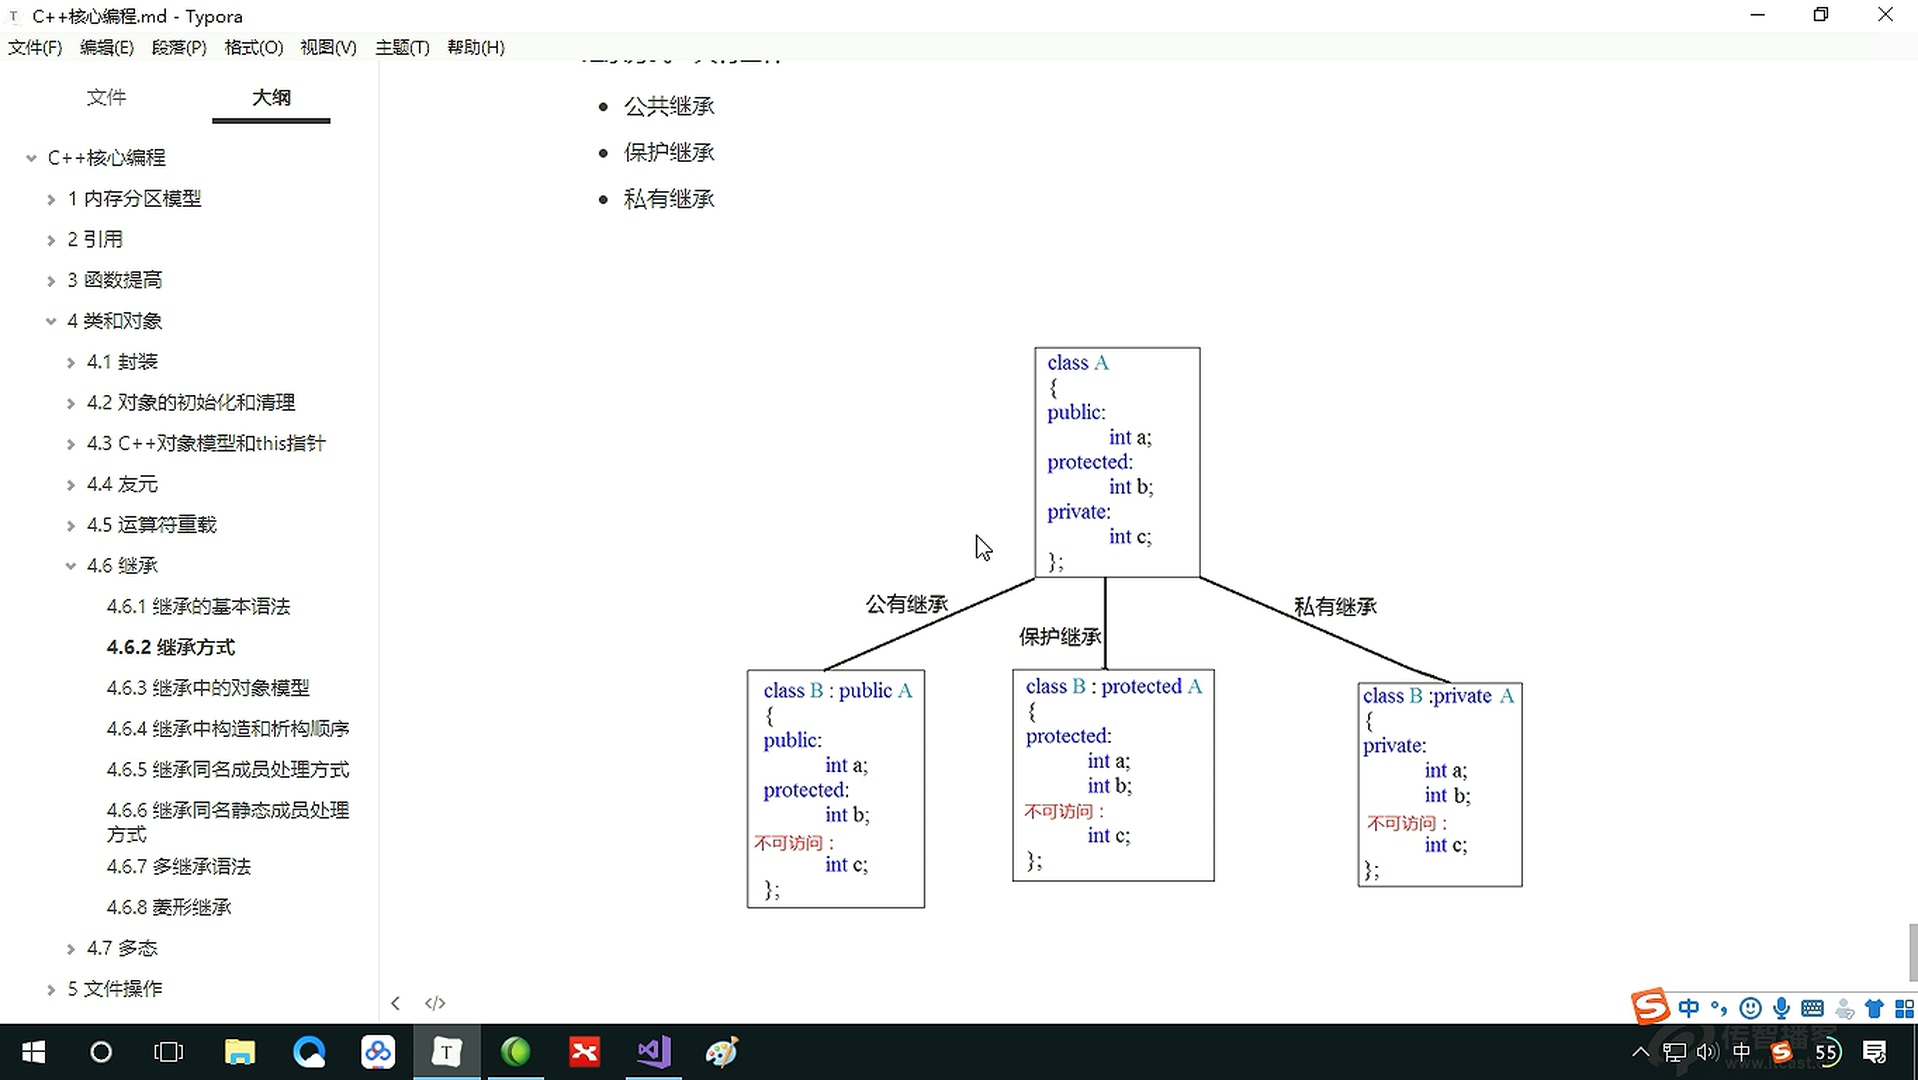 C++核心编程.md - Typora
文件(F) 编辑(E) 段落(P) 格式(O) 视图(V) 主题(T) 帮助(H)
文件 大纲
C++核心编程
1 内存分区模型
2 引用
3 函数提高
4 类和对象
4.1 封装
4.2 对象的初始化和清理
4.3 C++对象模型和this指针
4.4 友元
4.5 运算符重载
4.6 继承
4.6.1 继承的基本语法
4.6.2 继承方式
4.6.3 继承中的对象模型
4.6.4 继承中构造和析构顺序
4.6.5 继承同名成员处理方式
4.6.6 继承同名静态成员处理
方式
4.6.7 多继承语法
4.6.8 菱形继承
4.7 多态
5 文件操作
公共继承
保护继承
私有继承
class A
{
public:
int a;
protected:
int b;
private:
int c;
};
公有继承
保护继承
私有继承
class B : public A
{
public:
int a;
protected:
int b;
不可访问：
int c;
};
class B : protected A
{
protected:
int a;
int b;
不可访问：
int c;
};
class B :private A
{
private:
int a;
int b;
不可访问：
int c;
};
</>
中
中
55
传智播客